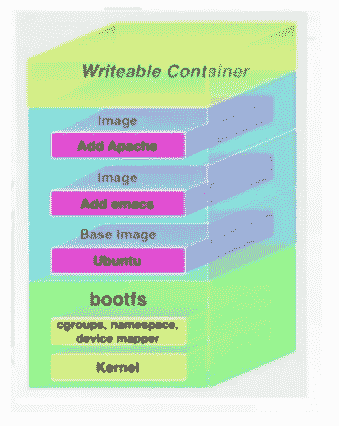 Writeable Container
Image
Add Apache
Image
Add emacs
Base Image
Ubuntu
bootfs
cgroups, namespace,
device mapper
Kernel